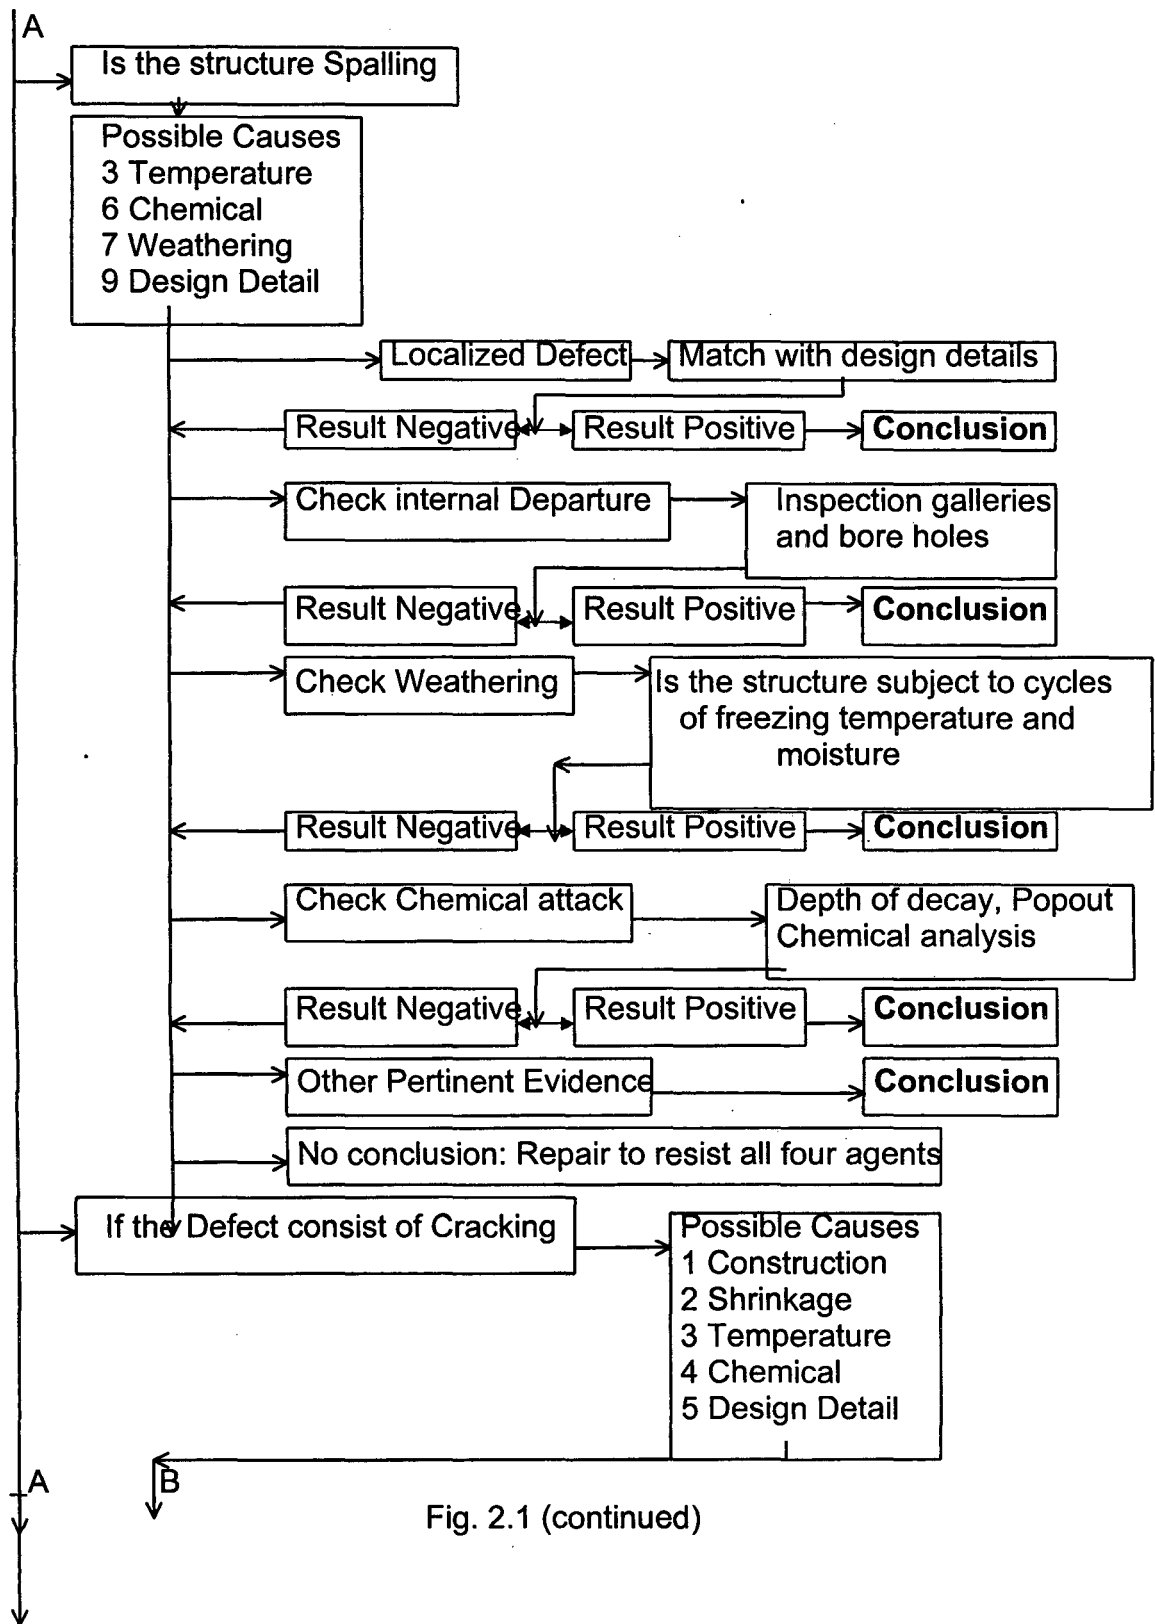 A
Is the structure Spalling
Possible Causes
3 Temperature
6 Chemical
7 Weathering
9 Design Detail
Localized Defect
Match with design details
Result Negative
Result Positive
Conclusion
Check internal Departure
Inspection galleries
and bore holes
Result Negative
Result Positive
Conclusion
Check Weathering
Is the structure subject to cycles
of freezing temperature and
moisture
Result Negative
Result Positive
Conclusion
Check Chemical attack
Depth of decay, Popout
Chemical analysis
Result Negative
Result Positive
Conclusion
Other Pertinent Evidence
Conclusion
No conclusion: Repair to resist all four agents
If the Defect consist of Cracking
Possible Causes
1 Construction
2 Shrinkage
3 Temperature
4 Chemical
5 Design Detail
A
B
Fig. 2.1 (continued)